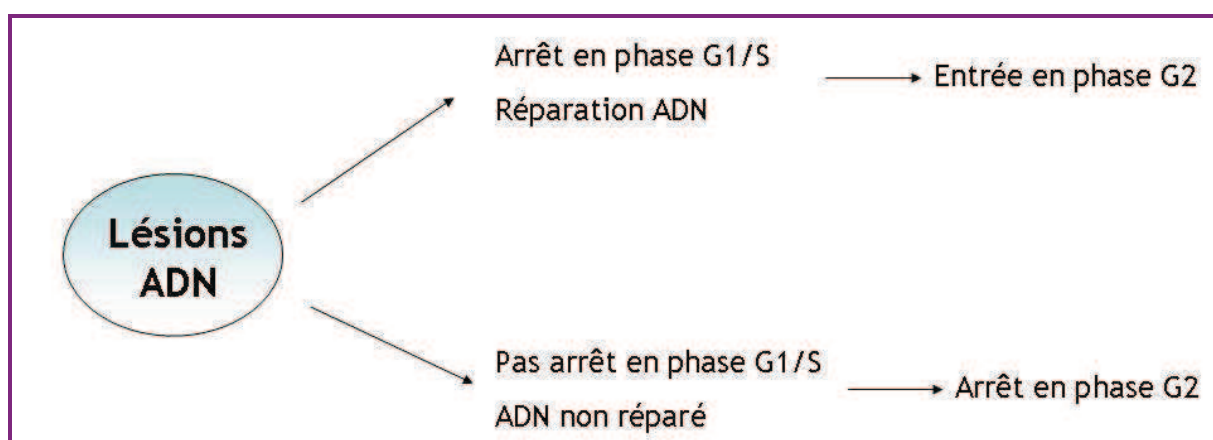 Arrêt en phase G1/S
Réparation ADN
Entrée en phase G2
Lésions
ADN
Pas arrêt en phase G1/S
ADN non réparé
Arrêt en phase G2